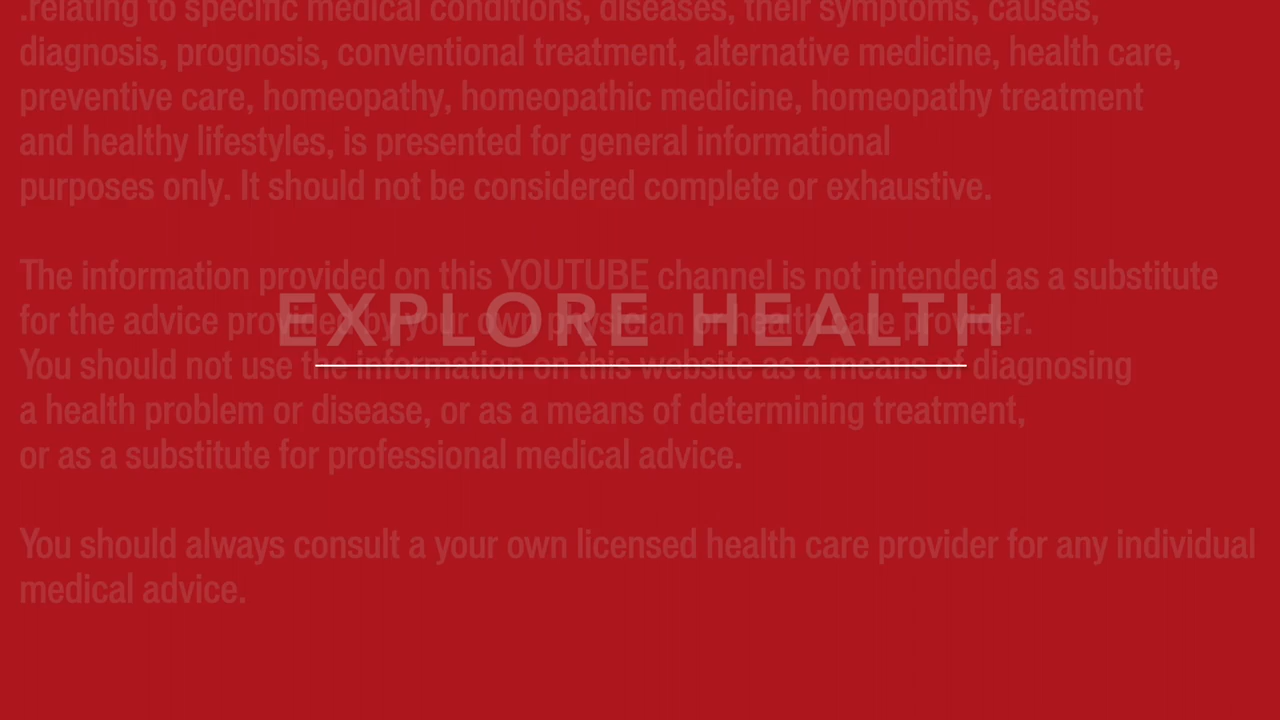 .relating to specific medical conditions, diseases, their symptoms, causes,
diagnosis, prognosis, conventional treatment, alternative medicine, health care,
preventive care, homeopathy, homeopathic medicine, homeopathy treatment
and healthy lifestyles, is presented for general informational
purposes only. It should not be considered complete or exhaustive.
The information provided on this YOUTUBE channel is not intended as a substitute
for the advice provided by your own physician or health care provider.
EXPLORE HEALTH
You should not use the information on this website as a means of diagnosing
a health problem or disease, or as a means of determining treatment,
or as a substitute for professional medical advice.
You should always consult a your own licensed health care provider for any individual
medical advice.